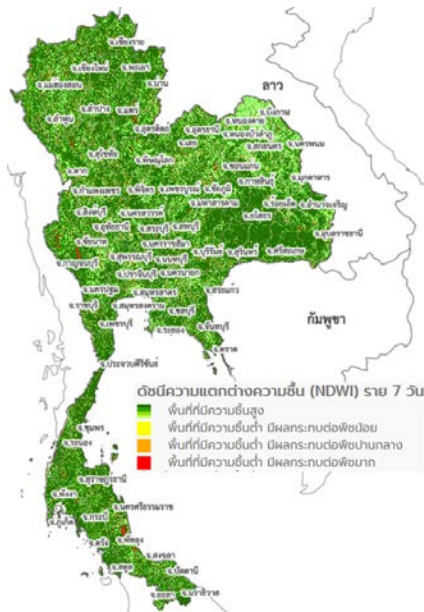 จ.เชียงราย
จ.เชียงใหม่ จ.พะเยา
จ.แม่ฮ่องสอน จ.น่าน
ลาว
จ.ลำปาง จ.แพร่
จ.บึงกาฬ
จ.ลำพูน
จ.หนองคาย
จ.อุตรดิตถ์ จ.อุดรธานี จ.หนองบัวลำภู
จ.เลย จ.สกลนคร จ.นครพนม
จ.สุโขทัย จ.พิษณุโลก
จ.ขอนแก่น
จ.ตาก
จ.กาฬสินธุ์ จ.มุกดาหาร
จ.กำแพงเพชร จ.พิจิตร จ.เพชรบูรณ์ จ.ชัยภูมิ
จ.มหาสารคาม จ.ร้อยเอ็ด จ.อำนาจเจริญ
จ.สิงห์บุรี จ.นครสวรรค์ จ.ยโสธร
จ.อุทัยธานี จ.สระบุรี จ.ลพบุรี
จ.อุบลราชธานี
จ.ชัยนาท จ.นครราชสีมา
จ.สุพรรณบุรี จ.นนทบุรี จ.บุรีรัมย์ จ.สุรินทร์ จ.ศรีสะเกษ
จ.กาญจนบุรี จ.ปราจีนบุรี จ.นครนายก
จ.นครปฐม จ.สมุทรสาคร จ.สระแก้ว
จ.ราชบุรี จ.สมุทรสงคราม
จ.ชลบุรี
จ.เพชรบุรี จ.ระยอง จ.จันทบุรี
กัมพูชา
จ.ตราด
จ.ประจวบคีรีขันธ์
ดัชนีความแตกต่างความชื้น (NDWI) ราย 7 วัน
พื้นที่ที่มีความชื้นสูง
พื้นที่ที่มีความชื้นต่ำ มีผลกระทบต่อพืชน้อย
พื้นที่ที่มีความชื้นต่ำ มีผลกระทบต่อพืชปานกลาง
พื้นที่ที่มีความชื้นต่ำ มีผลกระทบต่อพืชมาก
จ.ชุมพร
จ.ระนอง
จ.สุราษฎร์ธานี
จ.พังงา
จ.นครศรีธรรมราช
จ.กระบี่
จ.ภูเก็ต
จ.ตรัง จ.พัทลุง
จ.สงขลา
จ.สตูล จ.ปัตตานี
จ.ยะลา จ.นราธิวาส